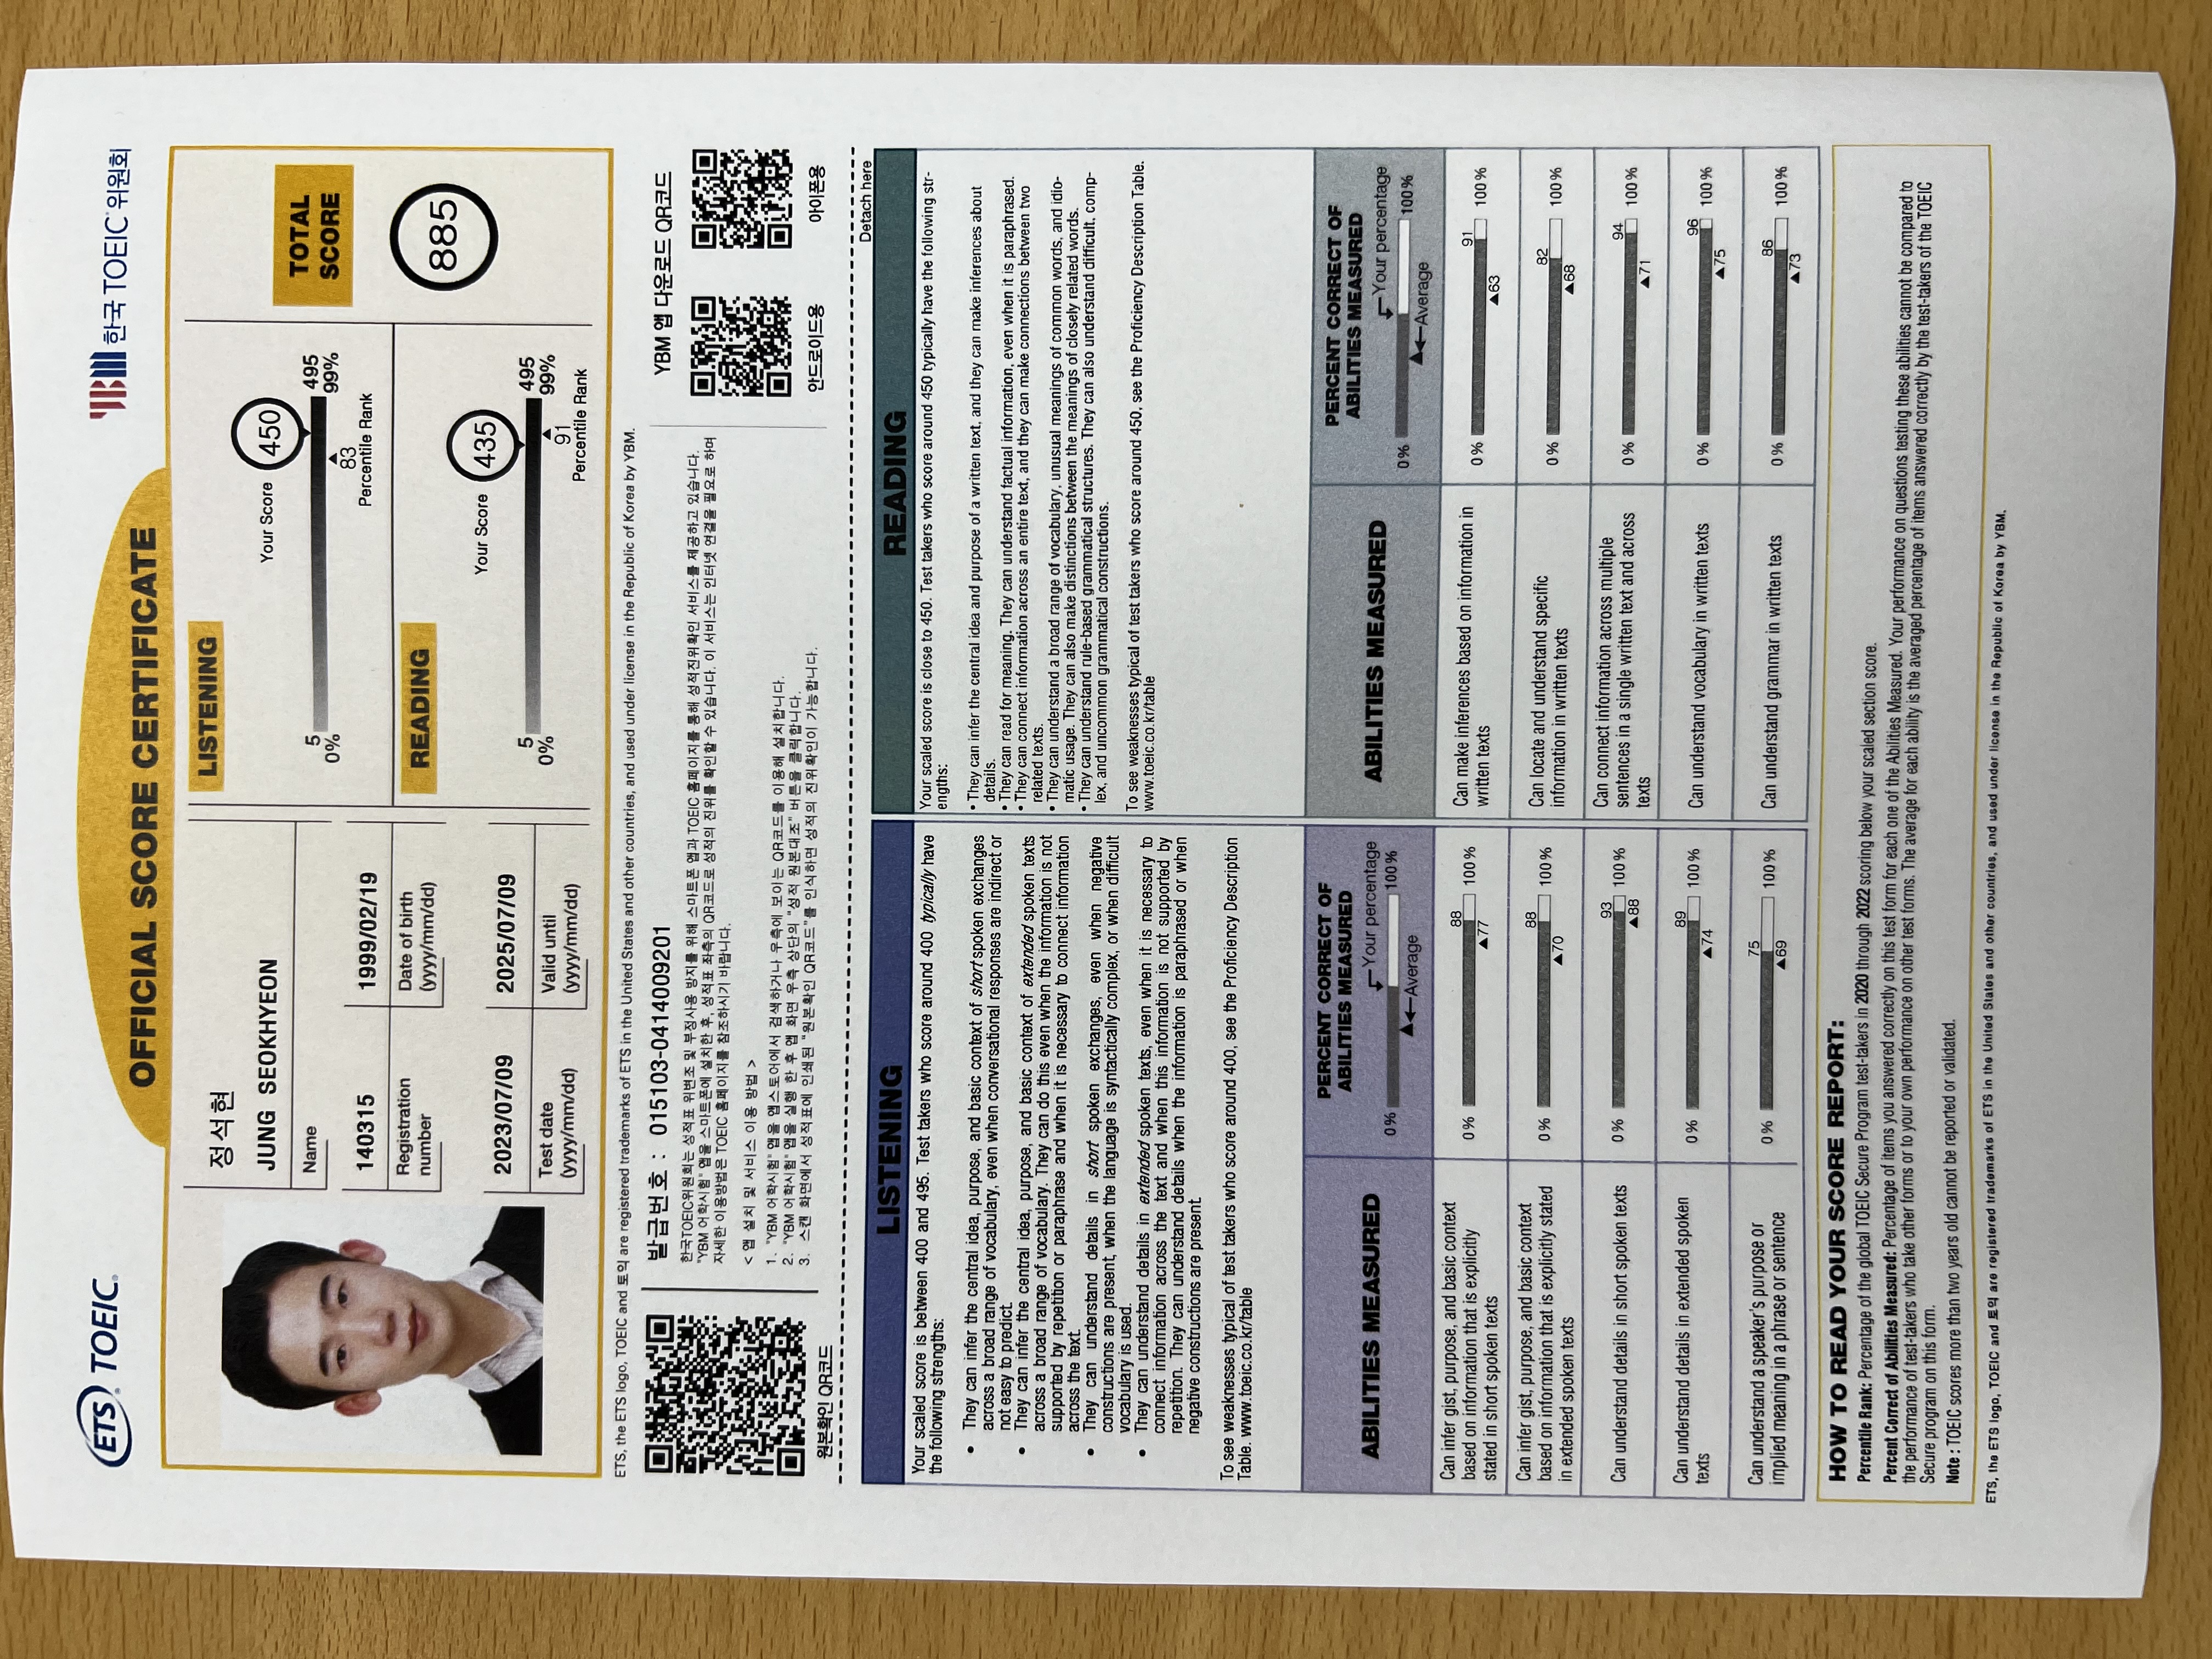 ETS TOEIC
OFFICIAL SCORE CERTIFICATE
YBM 한국 TOEIC 위원회
정석현
JUNG SEOKHYEON
Name
140315
1999/02/19
Registration number
Date of birth (yyyy/mm/dd)
2023/07/09
2025/07/09
Test date (yyyy/mm/dd)
Valid until (yyyy/mm/dd)
LISTENING
Your Score 450
5 495
0% 99%
83
Percentile Rank
READING
Your Score 435
5 495
0% 99%
91
Percentile Rank
TOTAL SCORE
885
ETS, the ETS logo, TOEIC and 토익 are registered trademarks of ETS in the United States and other countries, and used under license in the Republic of Korea by YBM.
원본확인 QR코드
발급번호 : 015103-0414009201
한국TOEIC위원회는 성적표 위변조 및 부정사용 방지를 위해 스마트폰 앱과 TOEIC 홈페이지를 통해 성적진위확인 서비스를 제공하고 있습니다.
"YBM 어학시험" 앱을 스마트폰에 설치한 후, 성적표 좌측의 QR코드로 성적의 진위를 확인할 수 있습니다. 이 서비스는 인터넷 연결을 필요로 하며
자세한 이용방법은 TOEIC 홈페이지를 참조하시기 바랍니다.
< 앱 설치 및 서비스 이용 방법 >
1. "YBM 어학시험" 앱을 앱스토어에서 검색하거나 우측에 보이는 QR코드를 이용해 설치합니다.
2. "YBM 어학시험" 앱을 실행 한 후 앱 화면 우측 상단의 "성적 원본대조" 버튼을 클릭합니다.
3. 스캔 화면에서 성적표에 인쇄된 "원본확인 QR코드"를 인식하면 성적의 진위확인이 가능합니다.
YBM 앱 다운로드 QR코드
안드로이드용
아이폰용
Detach here
LISTENING
Your scaled score is between 400 and 495. Test takers who score around 400 typically have
the following strengths:
• They can infer the central idea, purpose, and basic context of short spoken exchanges
across a broad range of vocabulary, even when conversational responses are indirect or
not easy to predict.
• They can infer the central idea, purpose, and basic context of extended spoken texts
across a broad range of vocabulary. They can do this even when the information is not
supported by repetition or paraphrase and when it is necessary to connect information
across the text.
• They can understand details in short spoken exchanges, even when negative
constructions are present, when the language is syntactically complex, or when difficult
vocabulary is used.
• They can understand details in extended spoken texts, even when it is necessary to
connect information across the text and when this information is not supported by
repetition. They can understand details when the information is paraphrased or when
negative constructions are present.
To see weaknesses typical of test takers who score around 400, see the Proficiency Description
Table. www.toeic.co.kr/table
READING
Your scaled score is close to 450. Test takers who score around 450 typically have the following str-
engths:
• They can infer the central idea and purpose of a written text, and they can make inferences about
details.
• They can read for meaning. They can understand factual information, even when it is paraphrased.
• They can connect information across an entire text, and they can make connections between two
related texts.
• They can understand a broad range of vocabulary, unusual meanings of common words, and idio-
matic usage. They can also make distinctions between the meanings of closely related words.
• They can understand rule-based grammatical structures. They can also understand difficult, comp-
lex, and uncommon grammatical constructions.
To see weaknesses typical of test takers who score around 450, see the Proficiency Description Table.
www.toeic.co.kr/table
ABILITIES MEASURED
PERCENT CORRECT OF
ABILITIES MEASURED
Your percentage
0% 100%
Average
Can infer gist, purpose, and basic context
based on information that is explicitly
stated in short spoken texts
88
0% 100%
77
Can infer gist, purpose, and basic context
based on information that is explicitly stated
in extended spoken texts
88
0% 100%
70
Can understand details in short spoken texts
93
0% 100%
88
Can understand details in extended spoken
texts
89
0% 100%
74
Can understand a speaker's purpose or
implied meaning in a phrase or sentence
75
0% 100%
69
ABILITIES MEASURED
PERCENT CORRECT OF
ABILITIES MEASURED
Your percentage
0% 100%
Average
Can make inferences based on information in
written texts
91
0% 100%
63
Can locate and understand specific
information in written texts
82
0% 100%
68
Can connect information across multiple
sentences in a single written text and across
texts
94
0% 100%
71
Can understand vocabulary in written texts
96
0% 100%
75
Can understand grammar in written texts
86
0% 100%
73
HOW TO READ YOUR SCORE REPORT:
Percentile Rank: Percentage of the global TOEIC Secure Program test-takers in 2020 through 2022 scoring below your scaled section score.
Percent Correct of Abilities Measured: Percentage of items you answered correctly on this test form for each one of the Abilities Measured. Your performance on questions testing these abilities cannot be compared to
the performance of test-takers who take other forms or to your own performance on other test forms. The average for each ability is the averaged percentage of items answered correctly by the test-takers of the TOEIC
Secure program on this form.
Note : TOEIC scores more than two years old cannot be reported or validated.
ETS, the ETS logo, TOEIC and 토익 are registered trademarks of ETS in the United States and other countries, and used under license in the Republic of Korea by YBM.